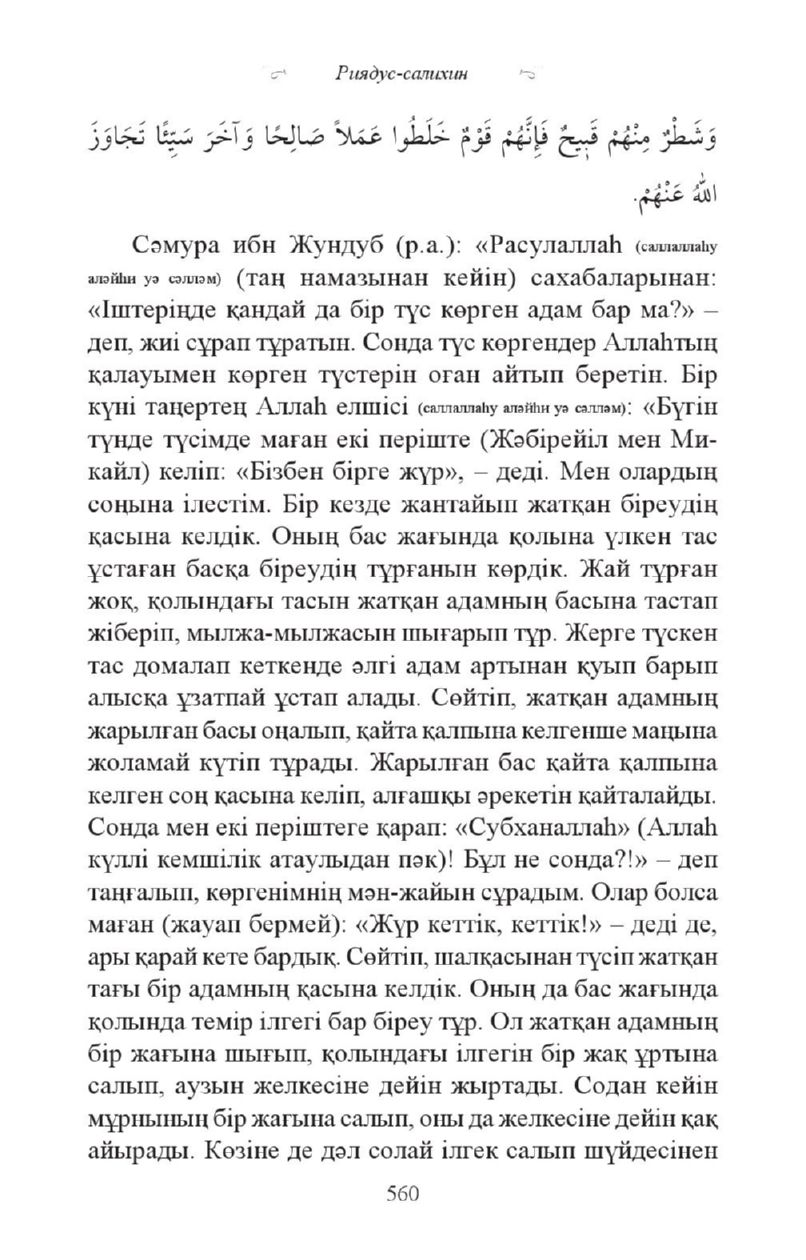 Риядус-салихин
وَشَطْرٌ مِنْهُمْ قَبِيحٌ فَإِنَّهُمْ قَوْمٌ خَلَطُوا عَمَلاً صَالِحًا وَآخَرَ سَيِّئًا تَجَاوَزَ
اللهُ عَنْهُمْ.
Сәмура ибн Жундуб (р.а.): «Расулаллаһ (саллаллаһу
аләйһи уә сәлләм) (таң намазынан кейін) сахабаларынан:
«Іштеріңде қандай да бір түс көрген адам бар ма?» –
деп, жиі сұрап тұратын. Сонда түс көргендер Аллаһтың
қалауымен көрген түстерін оған айтып беретін. Бір
күні таңертең Аллаһ елшісі (саллаллаһу аләйһи уә сәлләм): «Бүгін
түнде түсімде маған екі періште (Жәбірейіл мен Ми-
кайл) келіп: «Бізбен бірге жүр», – деді. Мен олардың
соңына ілестім. Бір кезде жантайып жатқан біреудің
қасына келдік. Оның бас жағында қолына үлкен тас
ұстаған басқа біреудің тұрғанын көрдік. Жай тұрған
жоқ, қолындағы тасын жатқан адамның басына тастап
жіберіп, мылжа-мылжасын шығарып тұр. Жерге түскен
тас домалап кеткенде әлгі адам артынан қуып барып
алысқа ұзатпай ұстап алады. Сөйтіп, жатқан адамның
жарылған басы оңалып, қайта қалпына келгенше маңына
жоламай күтіп тұрады. Жарылған бас қайта қалпына
келген соң қасына келіп, алғашқы әрекетін қайталайды.
Сонда мен екі періштеге қарап: «Субханаллаһ» (Аллаһ
күллі кемшілік атаулыдан пәк)! Бұл не сонда?!» – деп
таңғалып, көргенімнің мән-жайын сұрадым. Олар болса
маған (жауап бермей): «Жүр кеттік, кеттік!» – деді де,
ары қарай кете бардық. Сөйтіп, шалқасынан түсіп жатқан
тағы бір адамның қасына келдік. Оның да бас жағында
қолында темір ілгегі бар біреу тұр. Ол жатқан адамның
бір жағына шығып, қолындағы ілгегін бір жақ ұртына
салып, аузын желкесіне дейін жыртады. Содан кейін
мұрнының бір жағына салып, оны да желкесіне дейін қақ
айырады. Көзіне де дәл солай ілгек салып шүйдесінен
560